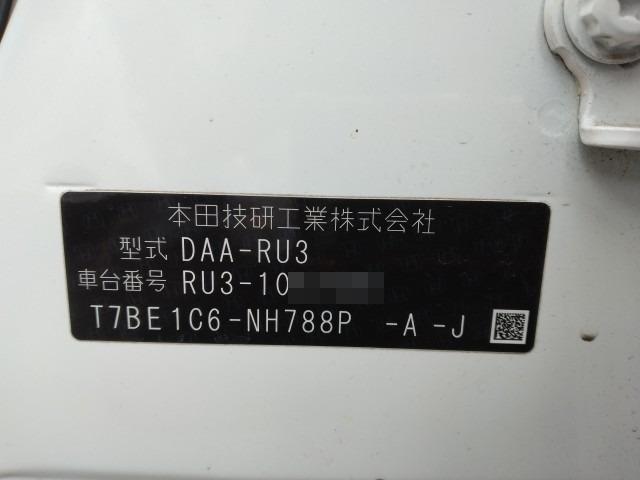 本田技研工業株式会社
型式 DAA-RU3
車台番号 RU3-10
T7BE1C6-NH788P -A -J